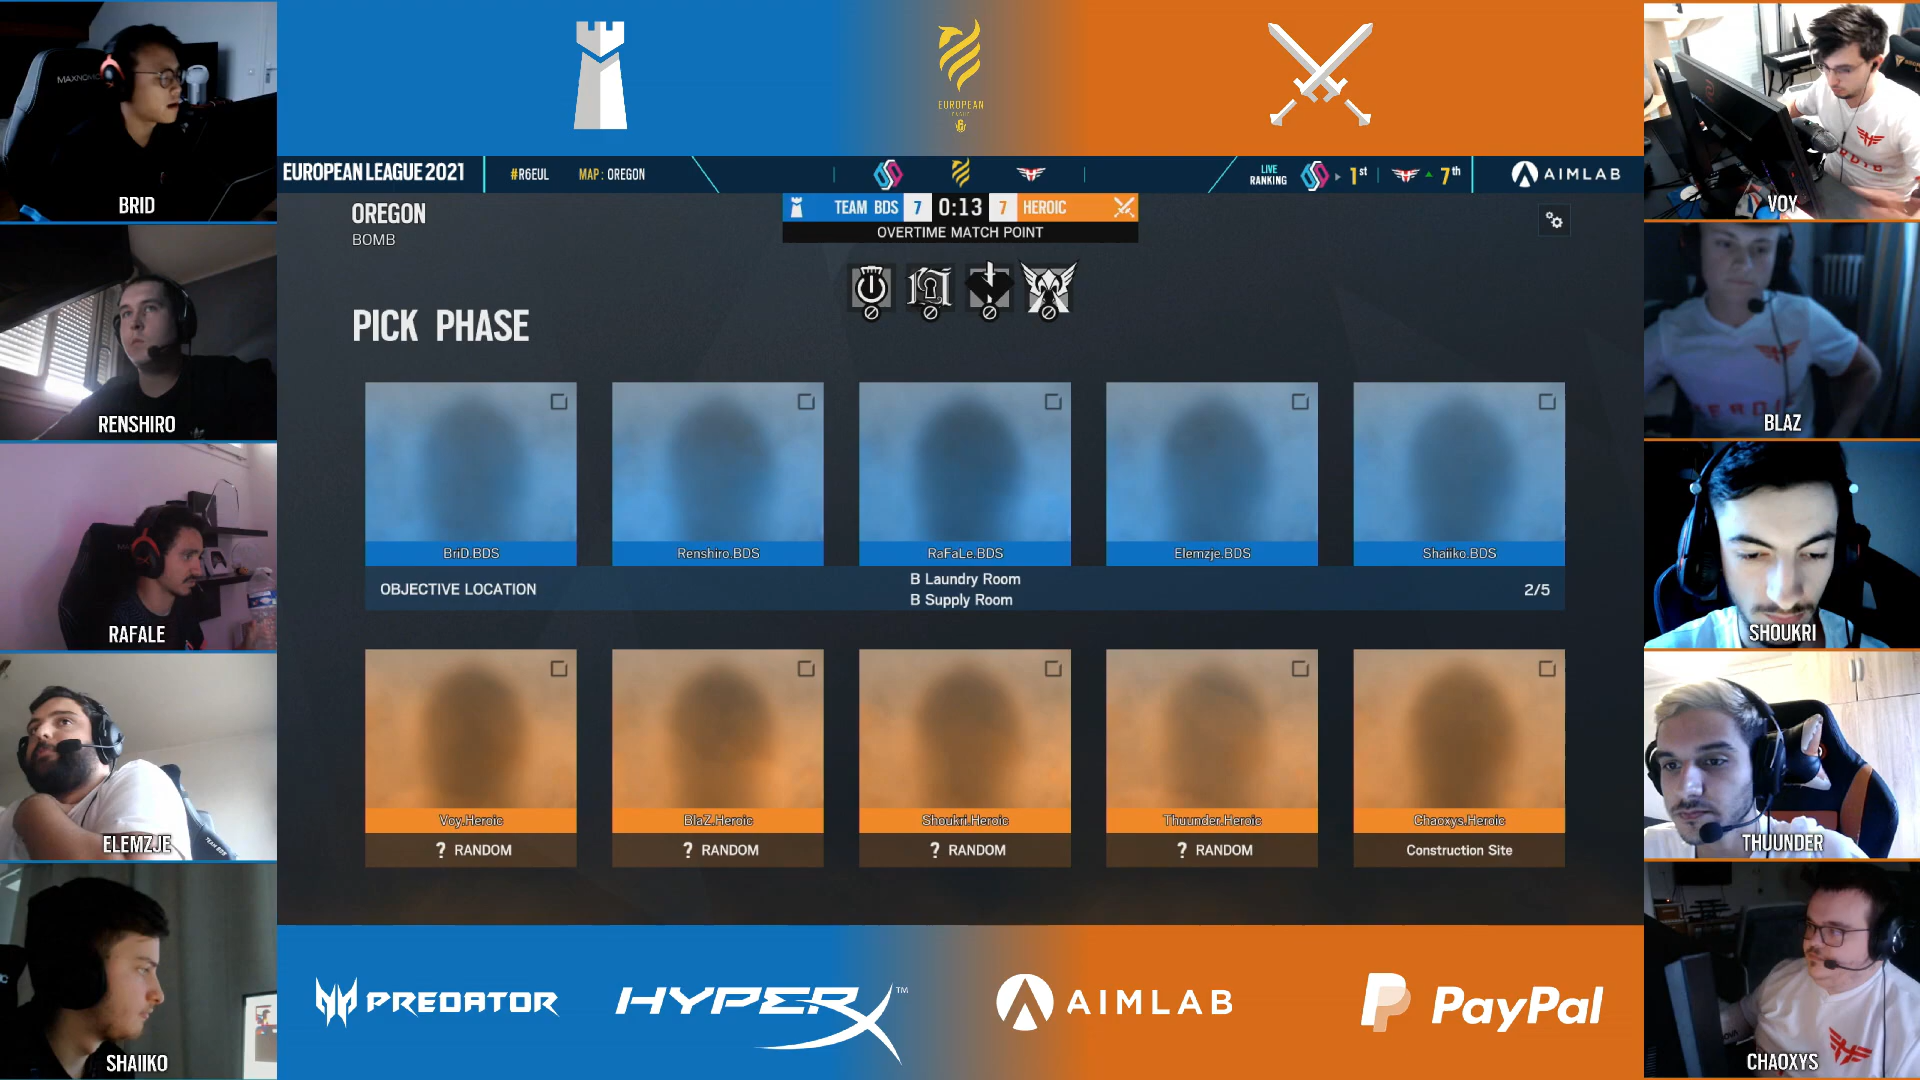 EUROPEAN
EUROPEAN LEAGUE 2021
#R6EUL
MAP: OREGON
LIVE RANKING
1st
7th
AIMLAB
OREGON
BOMB
TEAM BDS 7 0:13 7 HEROIC
OVERTIME MATCH POINT
PICK PHASE
BriD.BDS
Renshiro.BDS
RaFaLe.BDS
Elemzje.BDS
Shaiiko.BDS
OBJECTIVE LOCATION
B Laundry Room
B Supply Room
2/5
Voy.Heroic
BlaZ.Heroic
Shoukri.Heroic
Thuunder.Heroic
Chaoxys.Heroic
? RANDOM
? RANDOM
? RANDOM
? RANDOM
Construction Site
BRID
RENSHIRO
RAFALE
ELEMZJE
SHAIIKO
VOY
BLAZ
SHOUKRI
THUUNDER
CHAOXYS
PREDATOR
HYPERX™
AIMLAB
PayPal